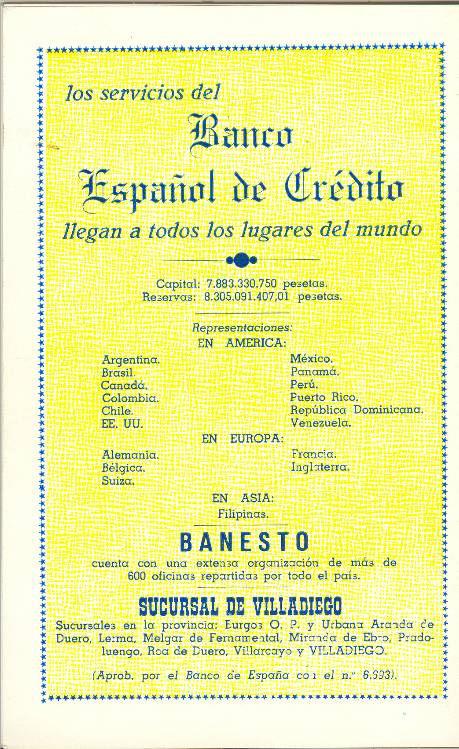 los servicios del
Banco
Español de Crédito
llegan a todos los lugares del mundo
Capital: 7.883.330.750 pesetas.
Reservas: 8.305.091.407,01 pesetas.
Representaciones:
EN AMERICA:
Argentina.
Brasil.
Canadá.
Colombia.
Chile.
EE. UU.
México.
Panamá.
Perú.
Puerto Rico.
República Dominicana.
Venezuela.
EN EUROPA:
Alemania.
Bélgica.
Suiza.
Francia.
Inglaterra.
EN ASIA:
Filipinas.
BANESTO
cuenta con una extensa organización de más de
600 oficinas repartidas por todo el país.
SUCURSAL DE VILLADIEGO
Sucursales en la provincia: Burgos O. P. y Urbana Aranda de
Duero, Lerma, Melgar de Fernamental, Miranda de Ebro, Prado-
luengo, Roa de Duero, Villarcayo y VILLADIEGO.
(Aprob. por el Banco de España con el n.º 6.993).